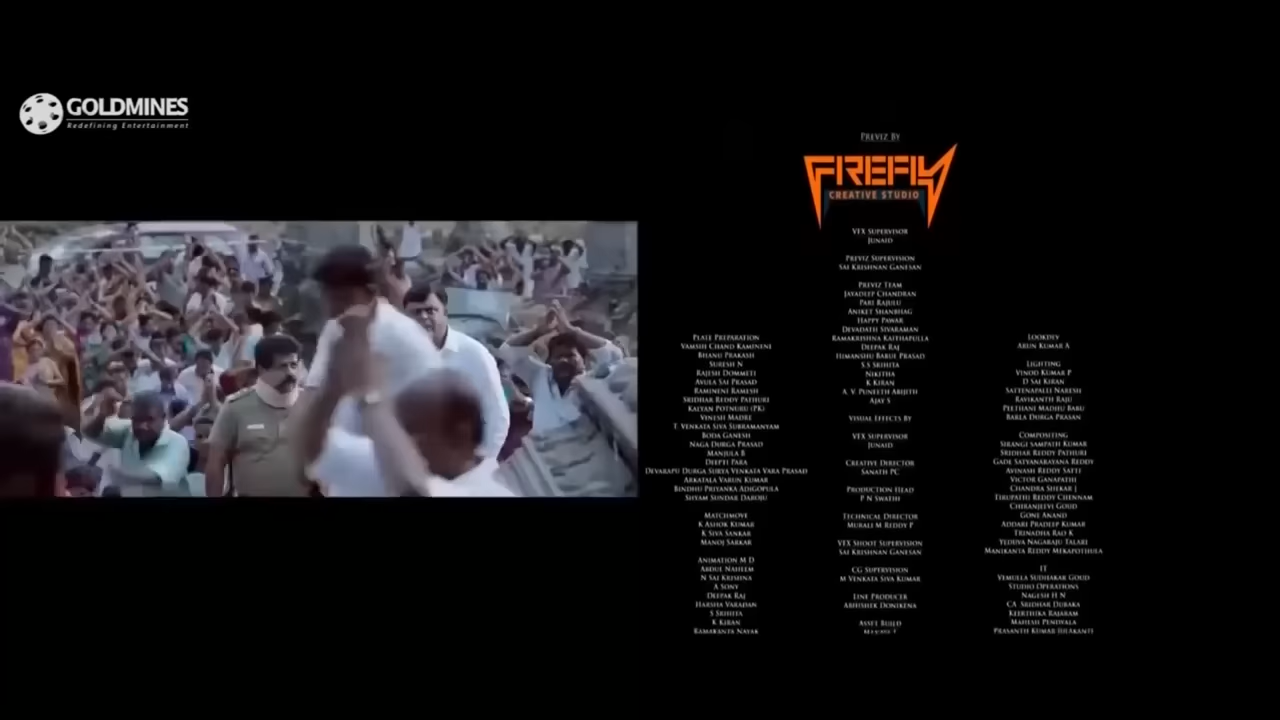 GOLDMINES
Redefining Entertainment
PREVIZ BY
FIREFLY
CREATIVE STUDIO
VFX SUPERVISOR
JUNAID
PREVIZ SUPERVISION
SAI KRISHNAN GANESAN
PREVIZ TEAM
JAYADEEP CHANDRAN
PARI RAJULU
ANIKET SHANBHAG
HAPPY PAWAR
DEVADATH SIVARAMAN
RAMAKRISHNA KAITHAPULLA
DEEPAK RAJ
HIMANSHU BABUL PRASAD
S.S SRIHITA
NIKITHA
K KIRAN
A. V. PUNEETH ABIJITH
AJAY S
VISUAL EFFECTS BY
VFX SUPERVISOR
JUNAID
CREATIVE DIRECTOR
SANATH PC
PRODUCTION HEAD
P N SWATHI
TECHNICAL DIRECTOR
MURALI M REDDY P
VFX SHOOT SUPERVISION
SAI KRISHNAN GANESAN
CG SUPERVISION
M VENKATA SIVA KUMAR
LINE PRODUCER
ABHISHEK DONIKENA
ASSET BUILD
PLATE PREPARATION
VAMSHI CHAND KAMINENI
BHANU PRAKASH
SURESH N
RAJESH DOMMETI
AVULA SAI PRASAD
RAMINENI RAMESH
SRIDHAR REDDY PATHURI
KALYAN POTNURU (PK)
VINESH MADRE
T. VENKATA SIVA SUBRAMANYAM
BODA GANESH
NAGA DURGA PRASAD
MANJULA B
DEEPTI PARA
DEVARAPU DURGA SURYA VENKATA VARA PRASAD
ARKATALA VARUN KUMAR
BINDHU PRIYANKA ADIGOPULA
SHYAM SUNDAR DAROJU
MATCHMOVE
K ASHOK KUMAR
K SIVA SANKAR
MANOJ SARKAR
ANIMATION M D
ABDUL NAHEEM
N SAI KRISHNA
A SONY
DEEPAK RAJ
HARSHA VARADAN
S SRIHITA
K KIRAN
RAMAKANTA NAYAK
LOOKDEV
ARUN KUMAR A
LIGHTING
VINOD KUMAR P
D SAI KIRAN
SATTENAPALLI NARESH
RAVIKANTH RAJU
PEETHANI MADHU BABU
BARLA DURGA PRASAN
COMPOSITING
SIRANGI SAMPATH KUMAR
SRIDHAR REDDY PATHURI
GADE SATYANARAYANA REDDY
AVINASH REDDY SATTI
VICTOR GANAPATHI
CHANDRA SHEKAR J
TIRUPATHI REDDY CHENNAM
CHIRANJEEVI GOUD
GONE ANAND
ADDARI PRADEEP KUMAR
TRINADHA RAO K
YEDDVA NAGARAJU TALARI
MANIKANTA REDDY MEKAPOTHULA
IT
YEMULLA SUDHAKAR GOUD
STUDIO OPERATIONS
NAGESH H N
CA SRIDHAR DUBAKA
KEERTHIKA RAJARAM
MAHESH PENDYALA
PRASANTH KUMAR